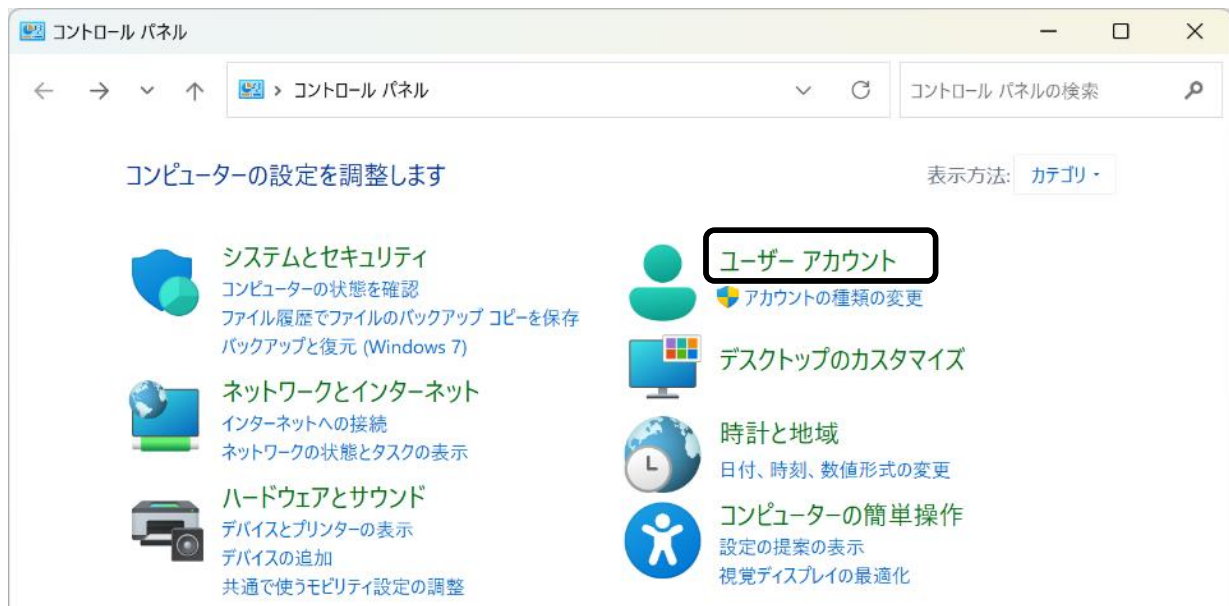 コントロール パネル
コントロール パネル
コントロール パネルの検索
コンピューターの設定を調整します
表示方法: カテゴリ
システムとセキュリティ
コンピューターの状態を確認
ファイル履歴でファイルのバックアップ コピーを保存
バックアップと復元 (Windows 7)
ネットワークとインターネット
インターネットへの接続
ネットワークの状態とタスクの表示
ハードウェアとサウンド
デバイスとプリンターの表示
デバイスの追加
共通で使うモビリティ設定の調整
ユーザー アカウント
アカウントの種類の変更
デスクトップのカスタマイズ
時計と地域
日付、時刻、数値形式の変更
コンピューターの簡単操作
設定の提案の表示
視覚ディスプレイの最適化